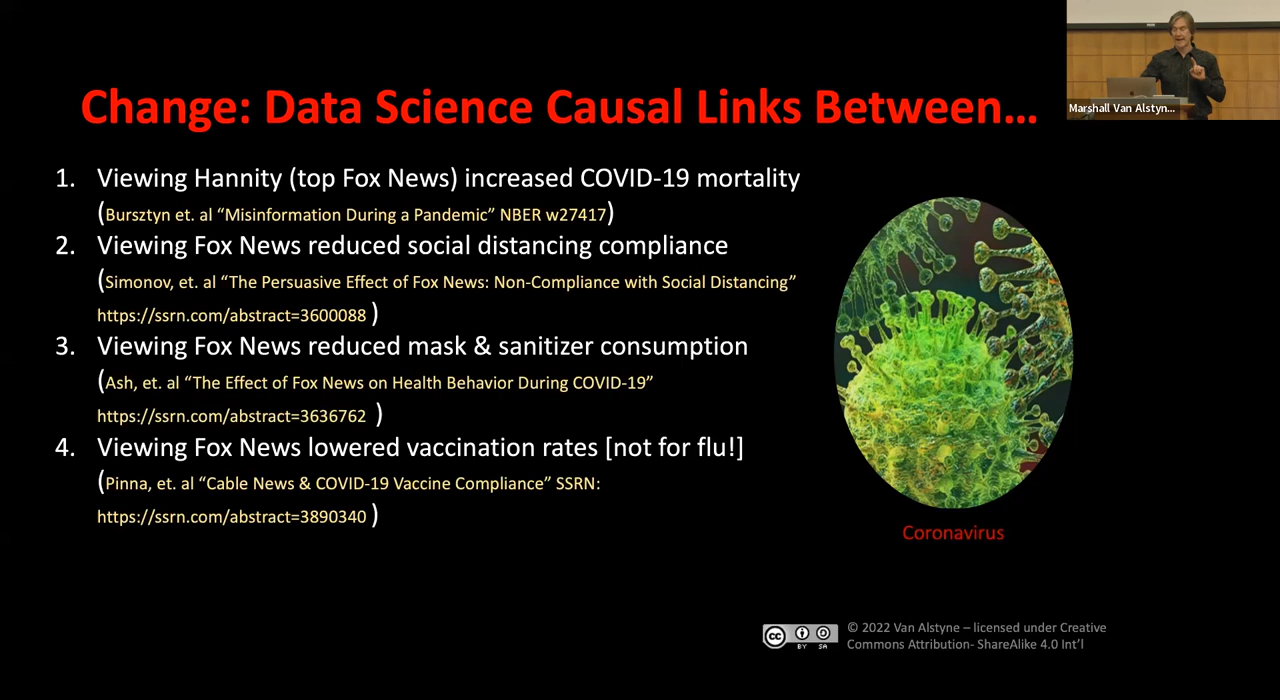 Change: Data Science Causal Links Between...
Marshall Van Alstyn...
1. Viewing Hannity (top Fox News) increased COVID-19 mortality
(Bursztyn et. al “Misinformation During a Pandemic” NBER w27417)
2. Viewing Fox News reduced social distancing compliance
(Simonov, et. al “The Persuasive Effect of Fox News: Non-Compliance with Social Distancing”
https://ssrn.com/abstract=3600088 )
3. Viewing Fox News reduced mask & sanitizer consumption
(Ash, et. al “The Effect of Fox News on Health Behavior During COVID-19”
https://ssrn.com/abstract=3636762 )
4. Viewing Fox News lowered vaccination rates [not for flu!]
(Pinna, et. al “Cable News & COVID-19 Vaccine Compliance” SSRN:
https://ssrn.com/abstract=3890340 )
Coronavirus
cc BY SA
© 2022 Van Alstyne – licensed under Creative
Commons Attribution- ShareAlike 4.0 Int’l